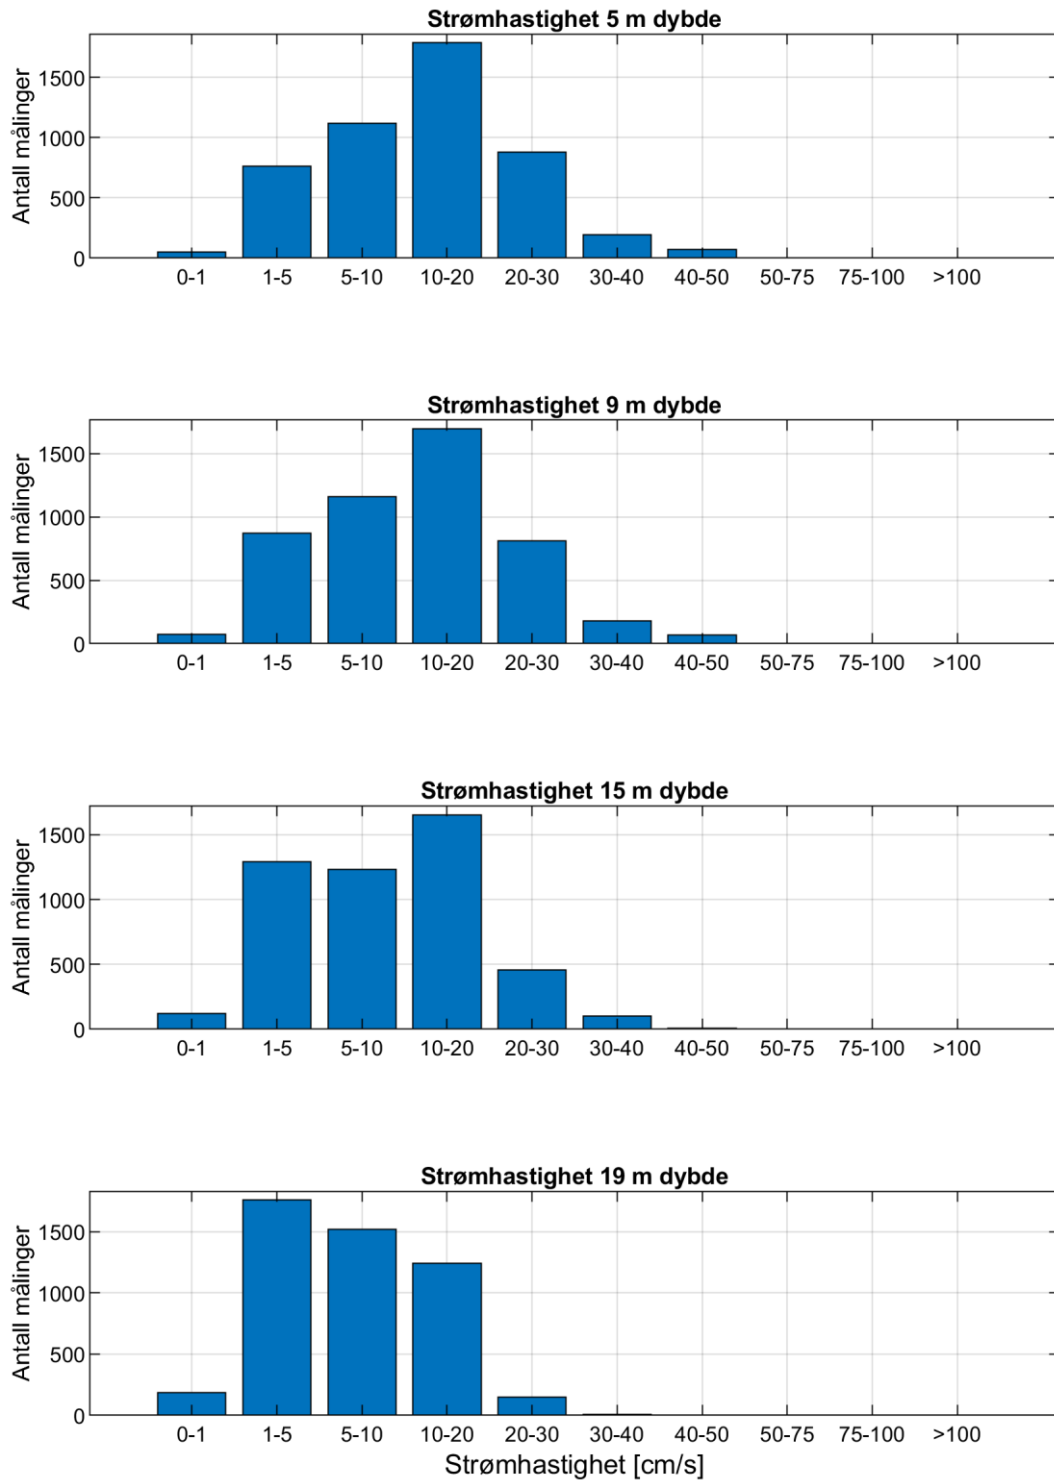 Strømhastighet 5 m dybde
Antall målinger
1500
1000
500
0
0-1 1-5 5-10 10-20 20-30 30-40 40-50 50-75 75-100 >100
Strømhastighet 9 m dybde
Antall målinger
1500
1000
500
0
0-1 1-5 5-10 10-20 20-30 30-40 40-50 50-75 75-100 >100
Strømhastighet 15 m dybde
Antall målinger
1500
1000
500
0
0-1 1-5 5-10 10-20 20-30 30-40 40-50 50-75 75-100 >100
Strømhastighet 19 m dybde
Antall målinger
1500
1000
500
0
0-1 1-5 5-10 10-20 20-30 30-40 40-50 50-75 75-100 >100
Strømhastighet [cm/s]